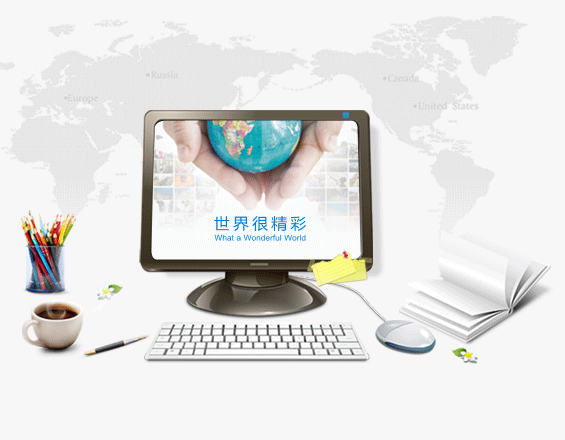 Russia
Europe
Canada
United States
世界很精彩
What a Wonderful World